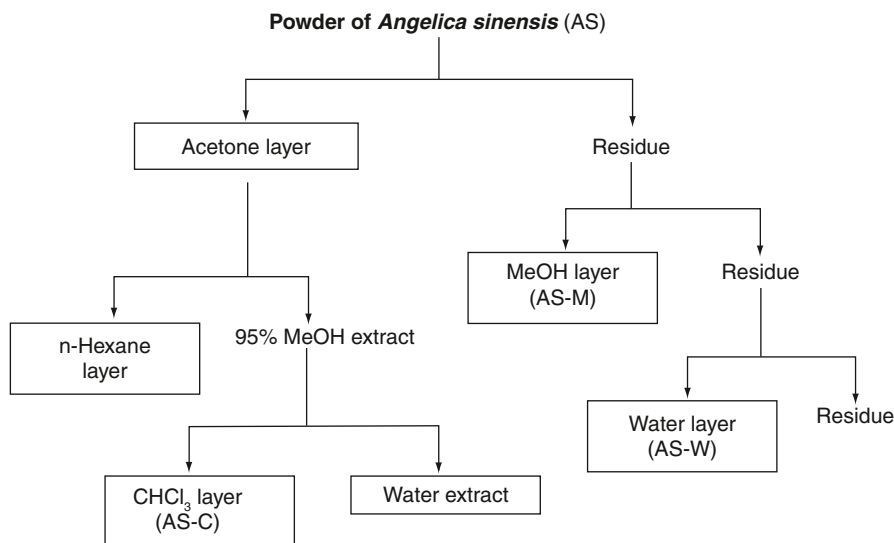 Powder of Angelica sinensis (AS)
Acetone layer
Residue
MeOH layer
(AS-M)
Residue
n-Hexane
layer
95% MeOH extract
Water layer
(AS-W)
Residue
CHCl₃ layer
(AS-C)
Water extract